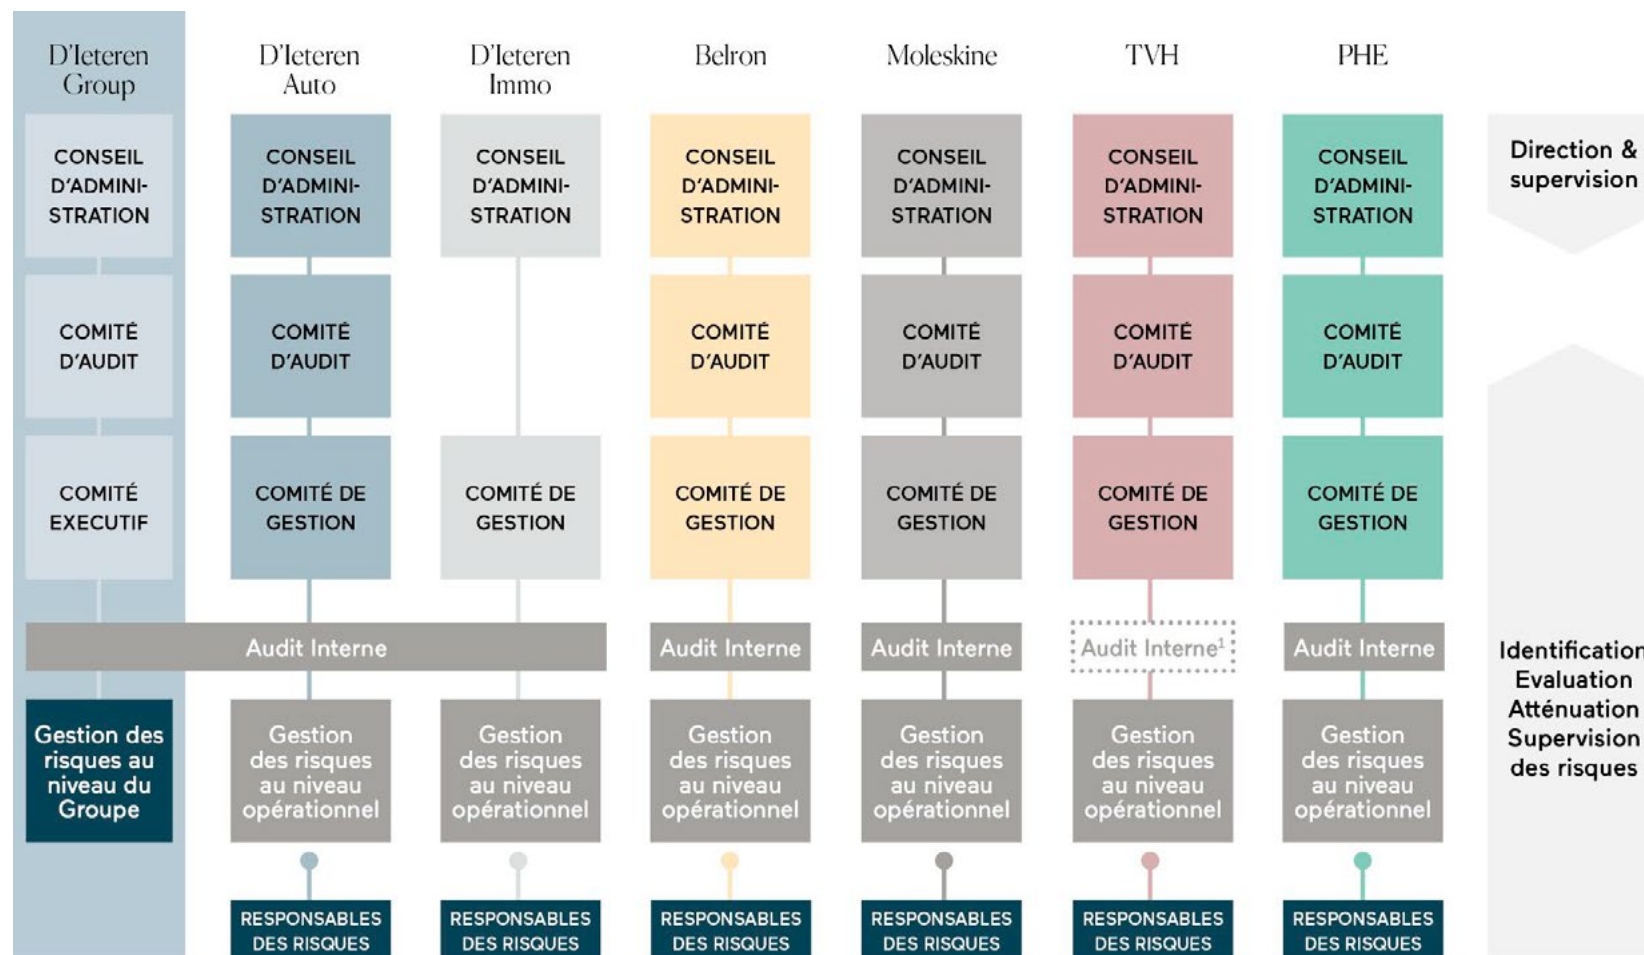 D'Ieteren
Group
D'Ieteren
Auto
D'Ieteren
Immo
Belron
Moleskine
TVH
PHE
CONSEIL
D'ADMINI-
STRATION
CONSEIL
D'ADMINI-
STRATION
CONSEIL
D'ADMINI-
STRATION
CONSEIL
D'ADMINI-
STRATION
CONSEIL
D'ADMINI-
STRATION
CONSEIL
D'ADMINI-
STRATION
CONSEIL
D'ADMINI-
STRATION
Direction &
supervision
COMITÉ
D'AUDIT
COMITÉ
D'AUDIT
COMITÉ
D'AUDIT
COMITÉ
D'AUDIT
COMITÉ
D'AUDIT
COMITÉ
D'AUDIT
COMITÉ
EXECUTIF
COMITÉ DE
GESTION
COMITÉ DE
GESTION
COMITÉ DE
GESTION
COMITÉ DE
GESTION
COMITÉ DE
GESTION
COMITÉ DE
GESTION
Audit Interne
Audit Interne
Audit Interne
Audit Interne¹
Audit Interne
Identification
Evaluation
Atténuation
Supervision
des risques
Gestion des
risques au
niveau du
Groupe
Gestion
des risques
au niveau
opérationnel
Gestion
des risques
au niveau
opérationnel
Gestion
des risques
au niveau
opérationnel
Gestion
des risques
au niveau
opérationnel
Gestion
des risques
au niveau
opérationnel
Gestion
des risques
au niveau
opérationnel
RESPONSABLES
DES RISQUES
RESPONSABLES
DES RISQUES
RESPONSABLES
DES RISQUES
RESPONSABLES
DES RISQUES
RESPONSABLES
DES RISQUES
RESPONSABLES
DES RISQUES